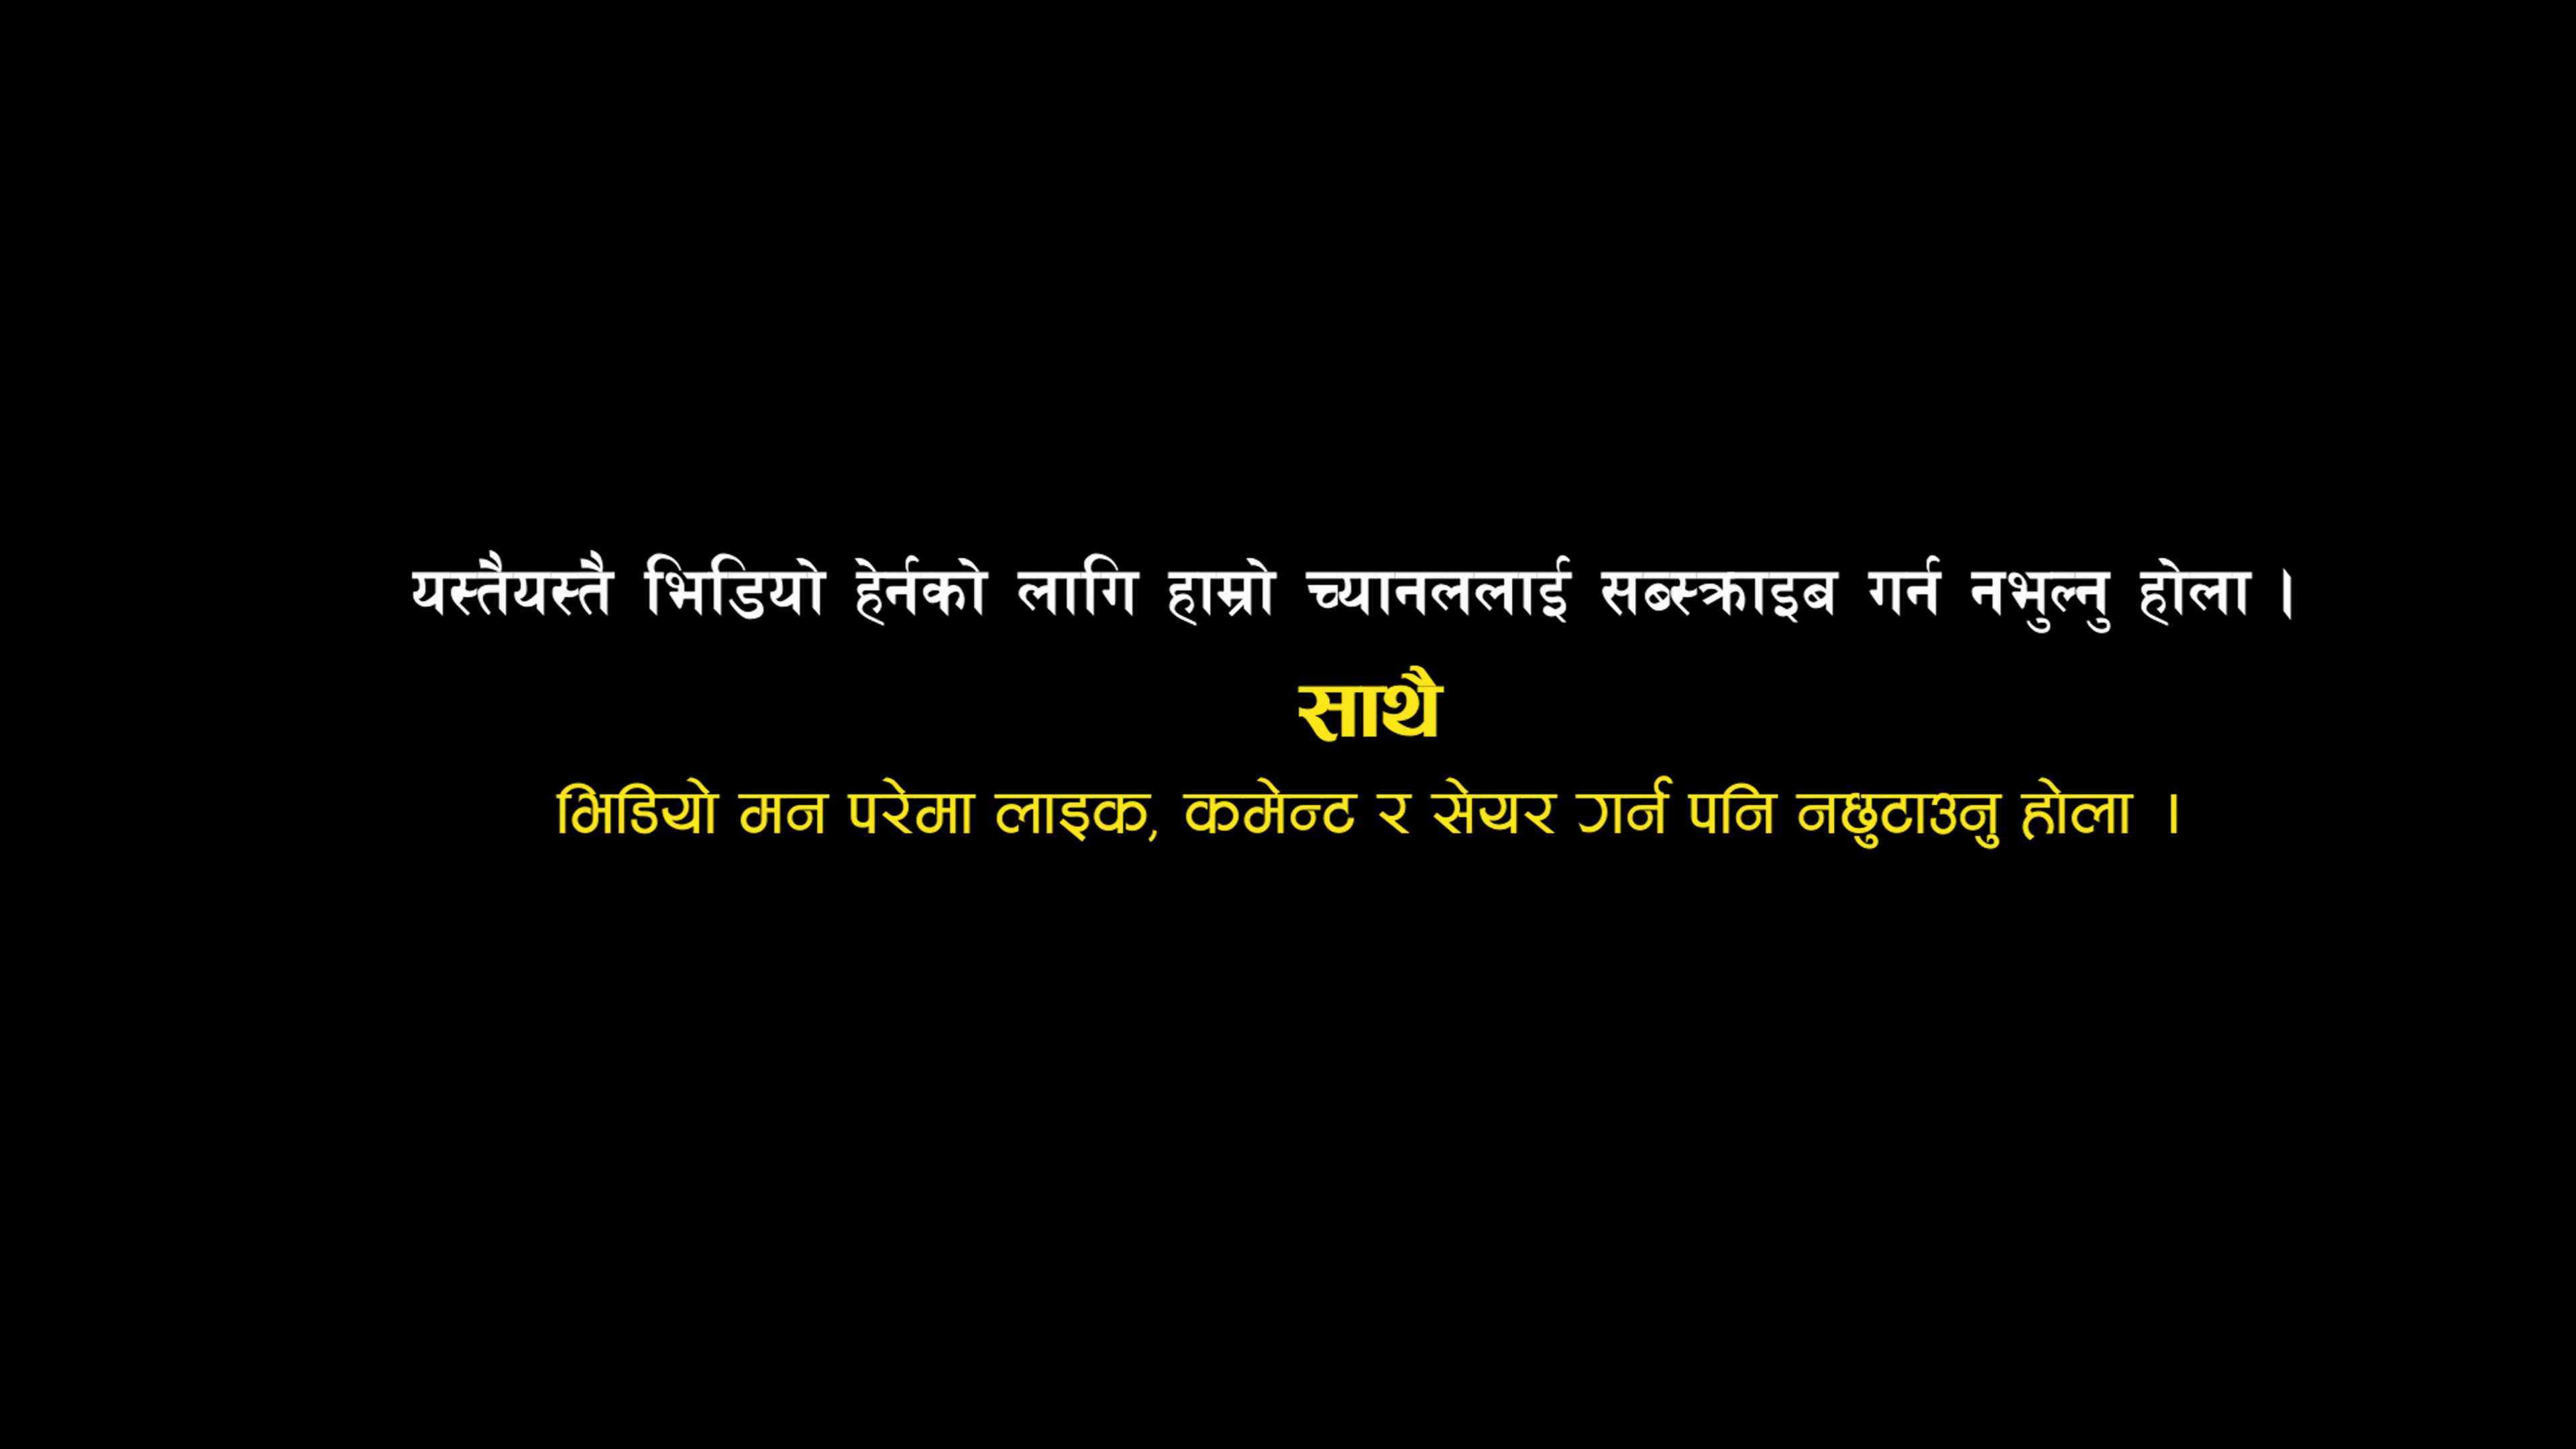 यस्तैयस्तै भिडियो हेर्नको लागि हाम्रो च्यानललाई सब्स्क्राइब गर्न नभुल्नु होला ।
साथै
भिडियो मन परेमा लाइक, कमेन्ट र सेयर गर्न पनि नछुटाउनु होला ।